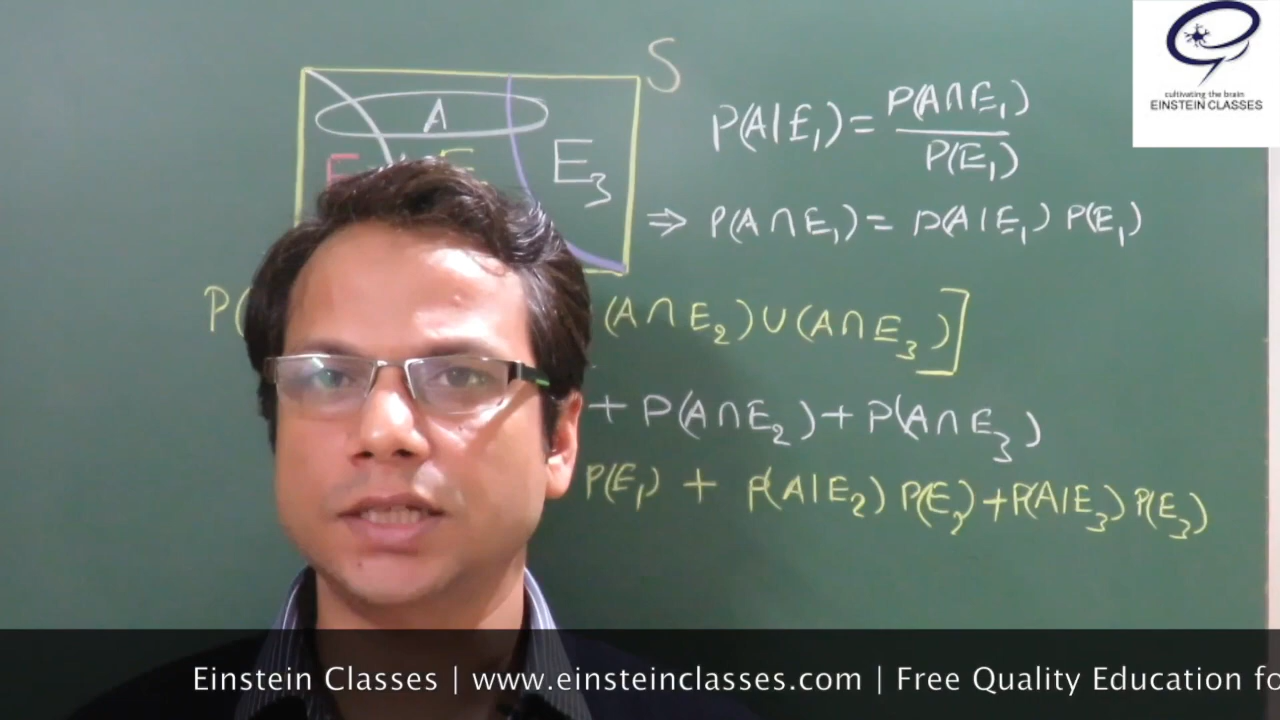 S
A
E₃
P(A|E₁) = P(A∩E₁) / P(E₁)
⇒ P(A∩E₁) = P(A|E₁) P(E₁)
P( (A∩E₂)∪(A∩E₃)]
+ P(A∩E₂) + P(A∩E₃)
P(E₁) + P(A|E₂) P(E₂) + P(A|E₃) P(E₃)
cultivating the brain
EINSTEIN CLASSES
Einstein Classes | www.einsteinclasses.com | Free Quality Education fo